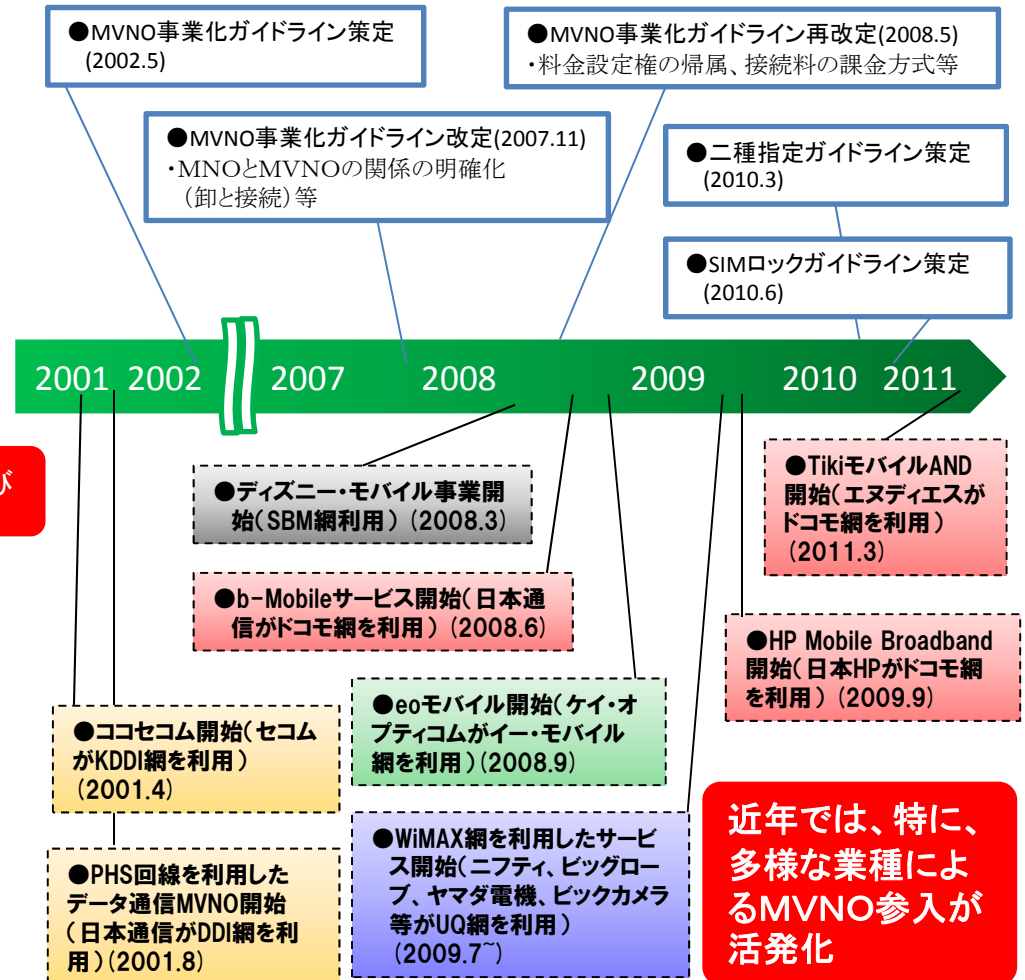 ●MVNO事業化ガイドライン策定
(2002.5)
●MVNO事業化ガイドライン再改定(2008.5)
・料金設定権の帰属、接続料の課金方式等
●MVNO事業化ガイドライン改定(2007.11)
・MNOとMVNOの関係の明確化
（卸と接続）等
●二種指定ガイドライン策定
(2010.3)
●SIMロックガイドライン策定
(2010.6)
2001 2002 2007 2008 2009 2010 2011
び
●ディズニー・モバイル事業開
始（SBM網利用）（2008.3）
●TikiモバイルAND
開始（エヌディエスが
ドコモ網を利用）
（2011.3）
●b-Mobileサービス開始（日本通
信がドコモ網を利用）（2008.6）
●HP Mobile Broadband
開始（日本HPがドコモ網
を利用）（2009.9）
●ココセコム開始（セコム
がKDDI網を利用）
（2001.4）
●eoモバイル開始（ケイ・オ
プティコムがイー・モバイル
網を利用）（2008.9）
●PHS回線を利用した
データ通信MVNO開始
（日本通信がDDI網を利
用）（2001.8）
●WiMAX網を利用したサービ
ス開始（ニフティ、ビッグロー
ブ、ヤマダ電機、ビックカメラ
等がUQ網を利用）
（2009.7~）
近年では、特に、
多様な業種によ
るMVNO参入が
活発化